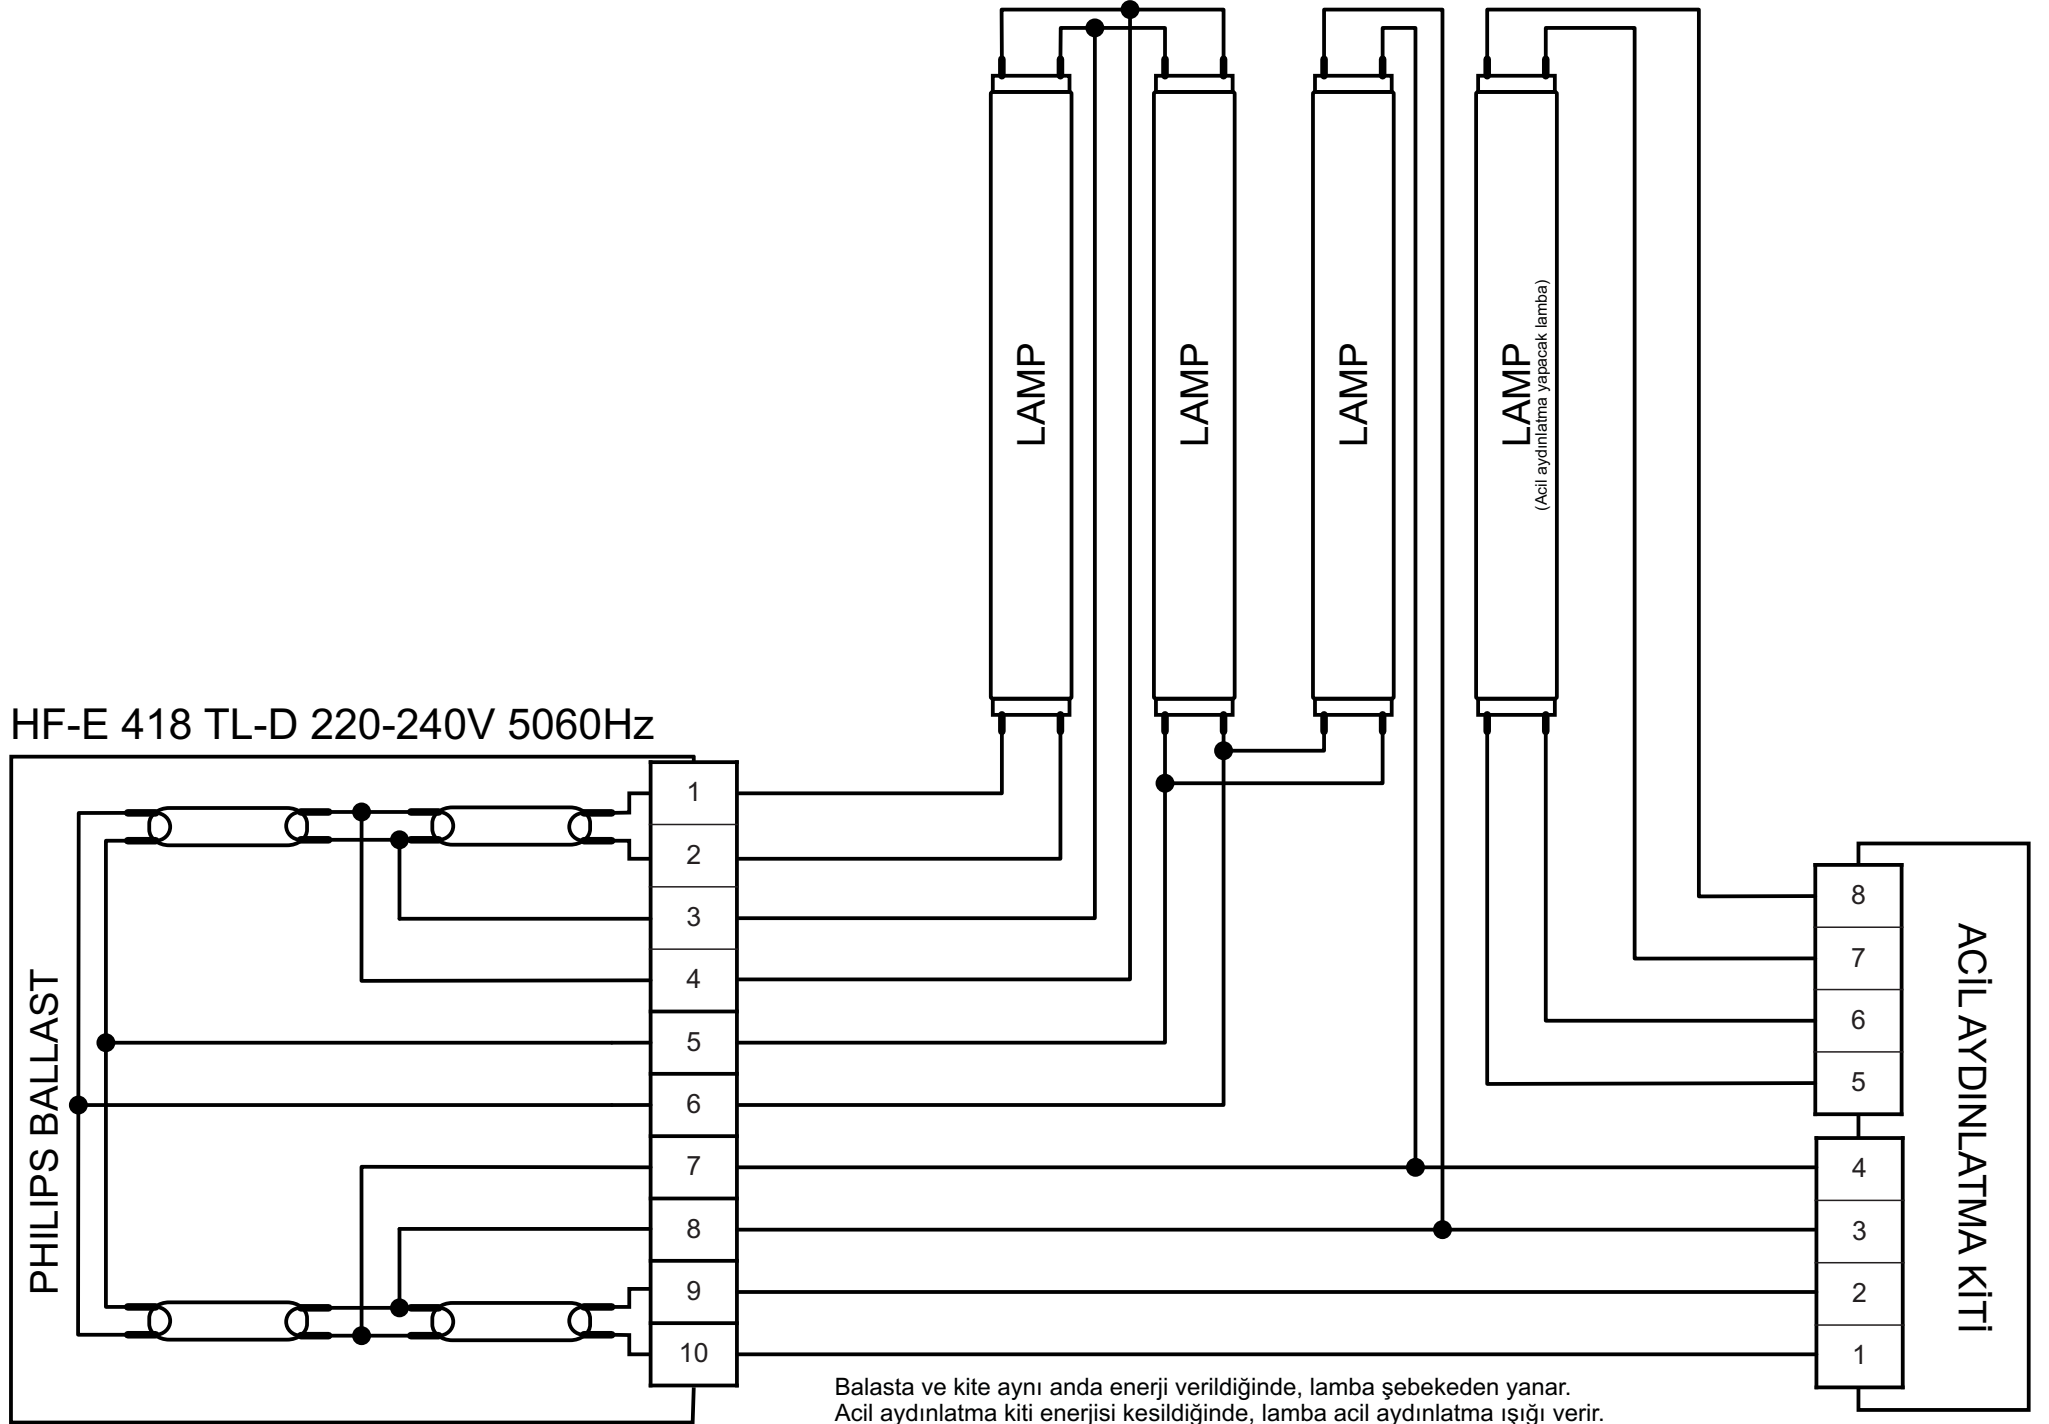 LAMP
LAMP
LAMP
LAMP
(Acil aydınlatma yapacak lamba)
HF-E 418 TL-D 220-240V 5060Hz
PHILIPS BALLAST
1
2
3
4
5
6
7
8
9
10
8
7
6
5
4
3
2
1
ACİL AYDINLATMA KİTİ
Balasta ve kite aynı anda enerji verildiğinde, lamba şebekeden yanar.
Acil aydınlatma kiti enerjisi kesildiğinde, lamba acil aydınlatma ışığı verir.